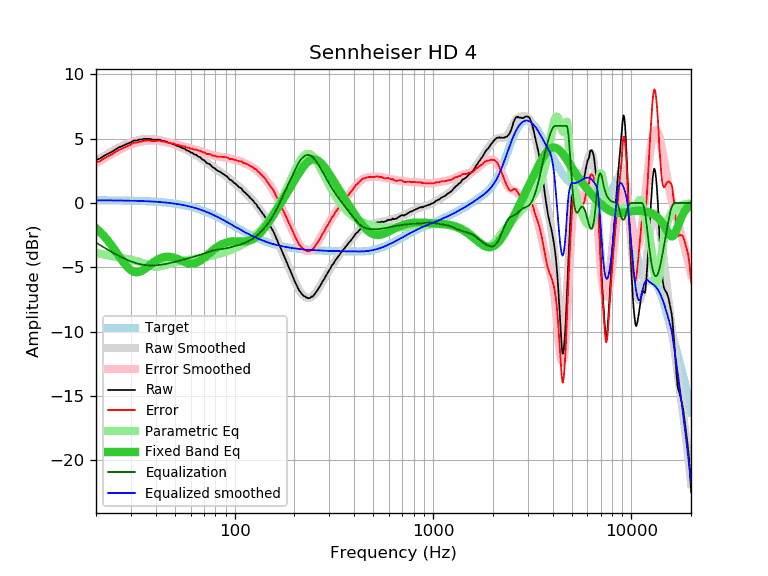 Sennheiser HD 4
10
5
0
−5
−10
−15
−20
Amplitude (dBr)
Target
Raw Smoothed
Error Smoothed
Raw
Error
Parametric Eq
Fixed Band Eq
Equalization
Equalized smoothed
100 1000 10000
Frequency (Hz)